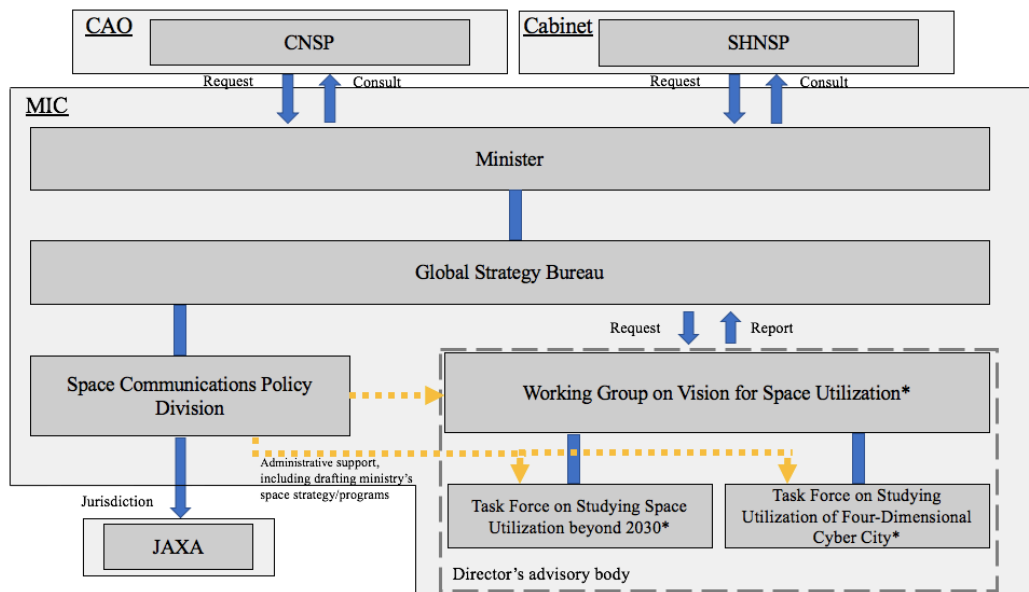 CAO
CNSP
Cabinet
SHNSP
Request
Consult
Request
Consult
MIC
Minister
Global Strategy Bureau
Request
Report
Space Communications Policy
Division
Working Group on Vision for Space Utilization*
Administrative support,
including drafting ministry's
space strategy/programs
Jurisdiction
JAXA
Task Force on Studying Space
Utilization beyond 2030*
Task Force on Studying
Utilization of Four-Dimensional
Cyber City*
Director's advisory body